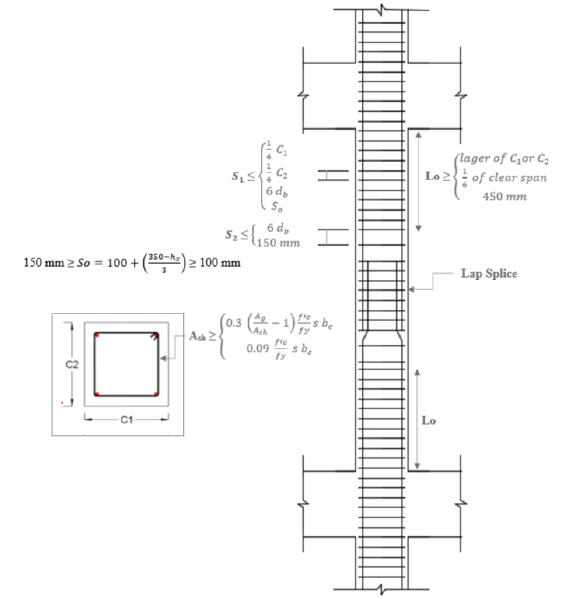 S₁ ≤ { 1/4 C₁
1/4 C₂
6 d_b
S_o
Lo ≥ { lager of C₁or C₂
1/6 of clear span
450 mm
S₂ ≤ { 6 d_b
150 mm
150 mm ≥ So = 100 + ((350−h_x)/3) ≥ 100 mm
Lap Splice
A_sh ≥ { 0.3 (A_g/A_ch − 1) f'c/fy s b_c
0.09 f'c/fy s b_c
C2
C1
Lo